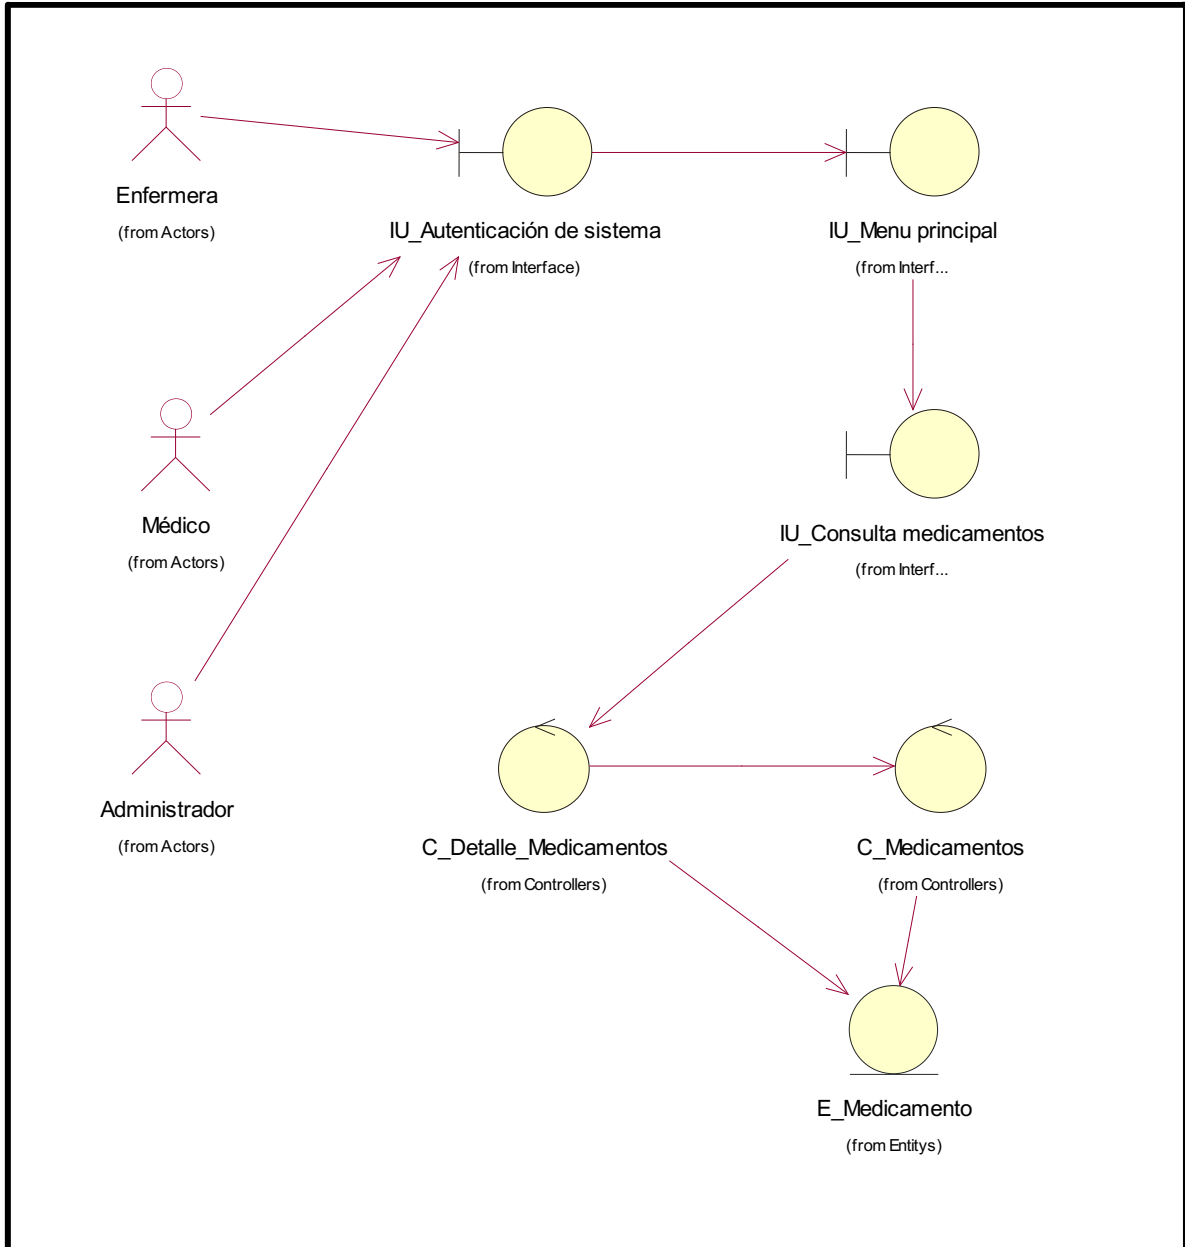 Enfermera
(from Actors)
IU_Autenticación de sistema
(from Interface)
IU_Menu principal
(from Interf...
Médico
(from Actors)
IU_Consulta medicamentos
(from Interf...
Administrador
(from Actors)
C_Detalle_Medicamentos
(from Controllers)
C_Medicamentos
(from Controllers)
E_Medicamento
(from Entitys)